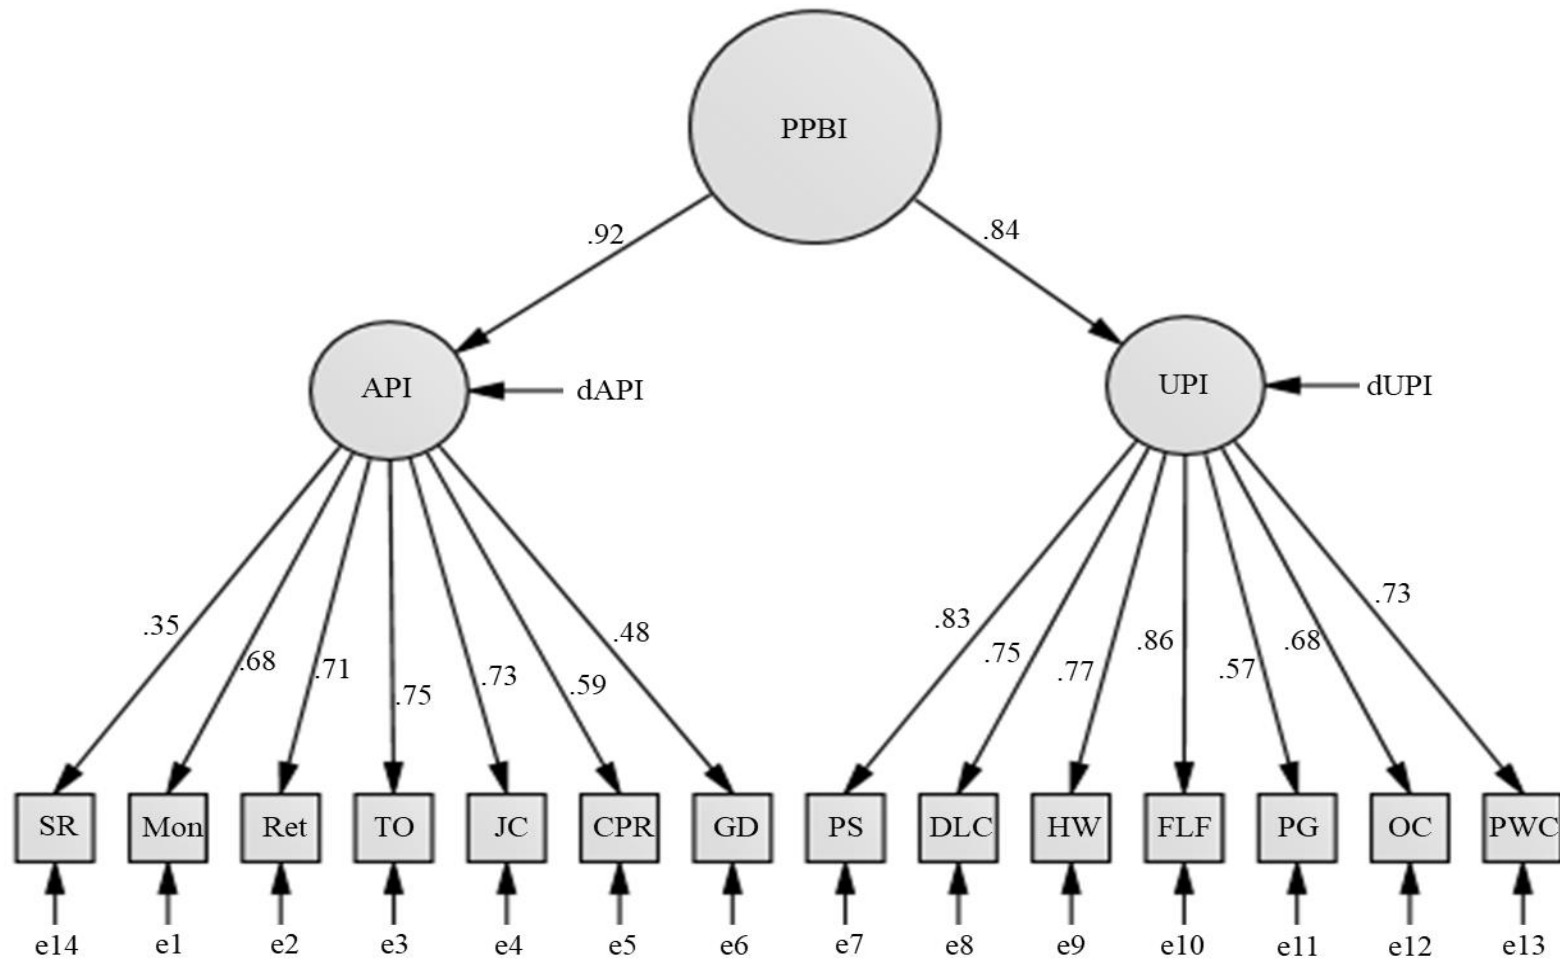 PPBI
.92
.84
API
dAPI
UPI
dUPI
.35
.68
.71
.75
.73
.59
.48
.83
.75
.77
.86
.57
.68
.73
SR
Mon
Ret
TO
JC
CPR
GD
PS
DLC
HW
FLF
PG
OC
PWC
e14
e1
e2
e3
e4
e5
e6
e7
e8
e9
e10
e11
e12
e13